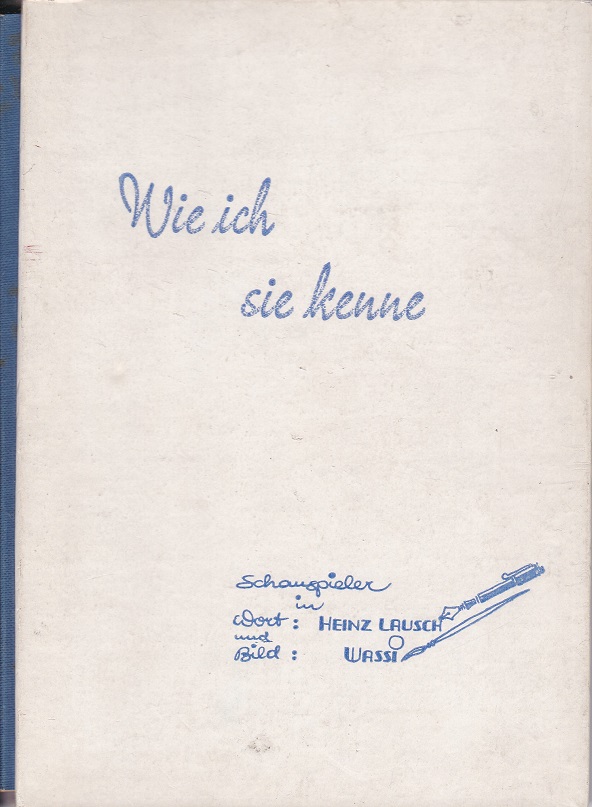 Wie ich
sie kenne
Schauspieler
in
Wort: HEINZ LAUSCH
und
Bild: WASSI